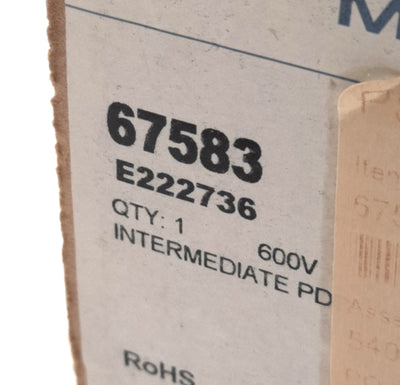 67583
E222736
QTY: 1 600V
INTERMEDIATE PD
RoHS